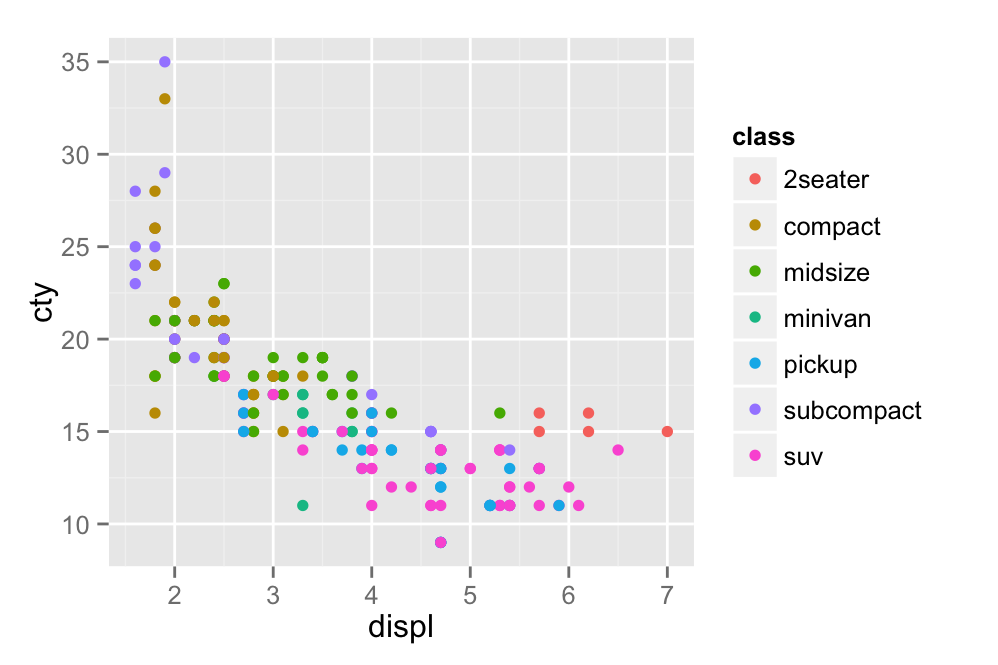 35
30
25
20
15
10
cty
2 3 4 5 6 7
displ
class
2seater
compact
midsize
minivan
pickup
subcompact
suv